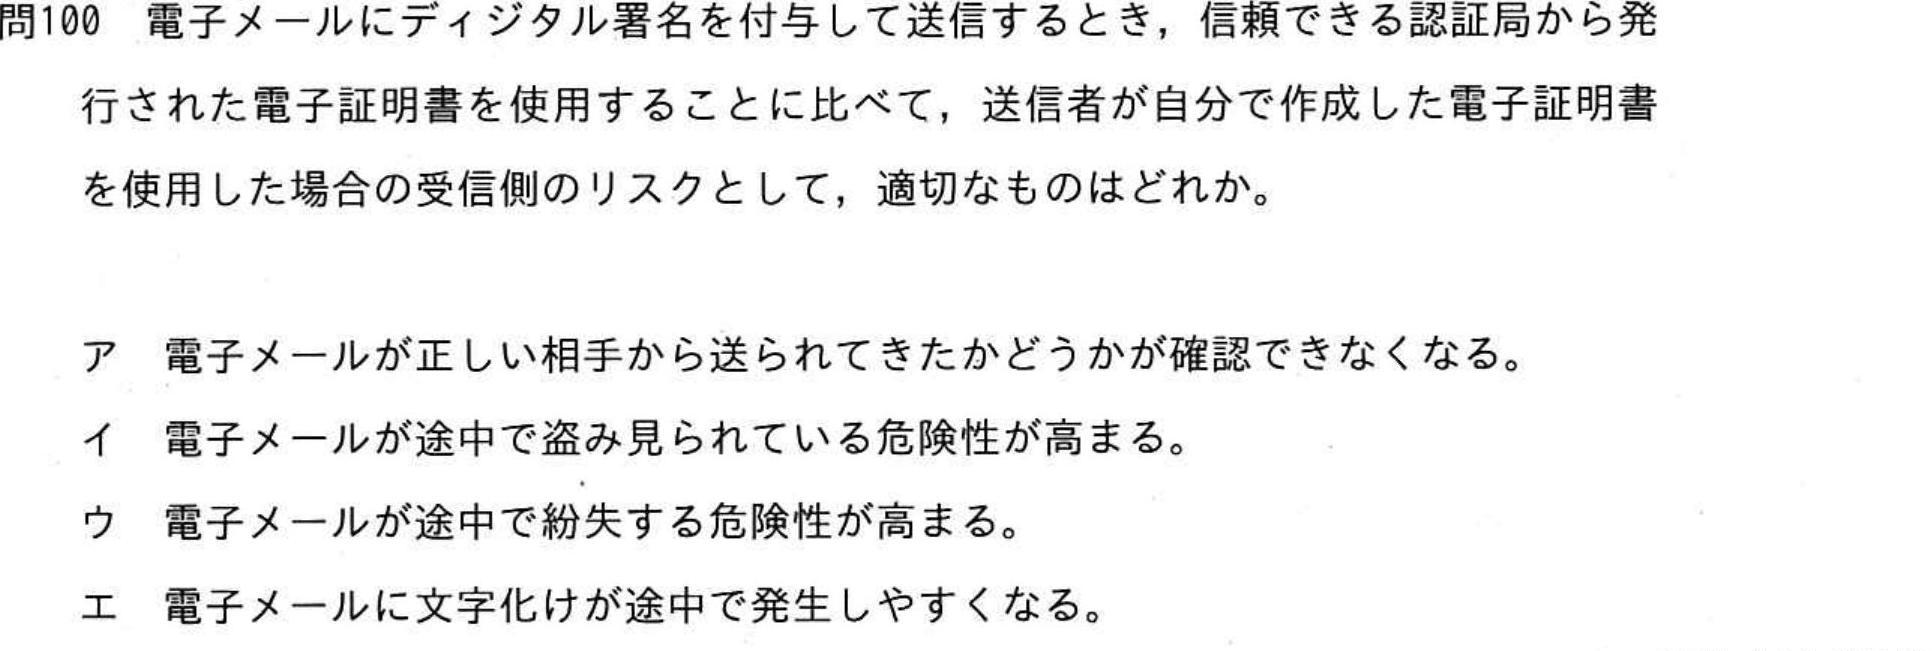 問100　電子メールにディジタル署名を付与して送信するとき，信頼できる認証局から発
行された電子証明書を使用することに比べて，送信者が自分で作成した電子証明書
を使用した場合の受信側のリスクとして，適切なものはどれか。
ア　電子メールが正しい相手から送られてきたかどうかが確認できなくなる。
イ　電子メールが途中で盗み見られている危険性が高まる。
ウ　電子メールが途中で紛失する危険性が高まる。
エ　電子メールに文字化けが途中で発生しやすくなる。